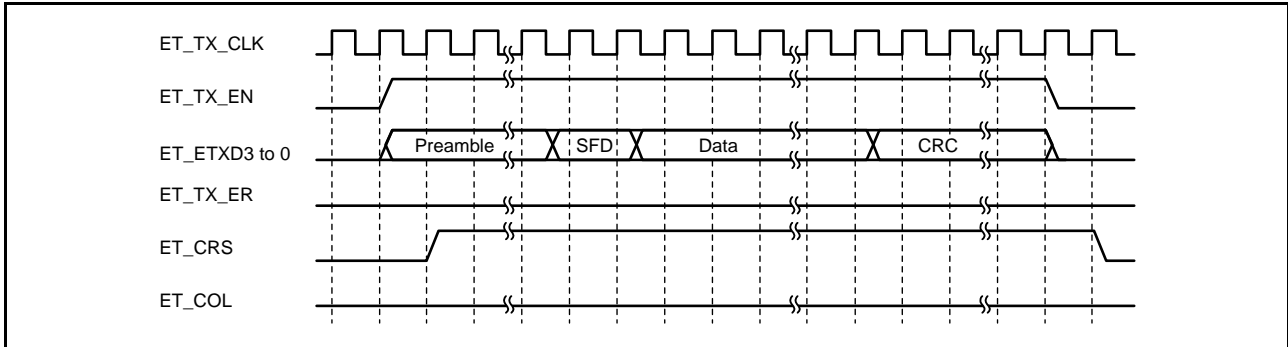 ET_TX_CLK
ET_TX_EN
ET_ETXD3 to 0
Preamble
SFD
Data
CRC
ET_TX_ER
ET_CRS
ET_COL